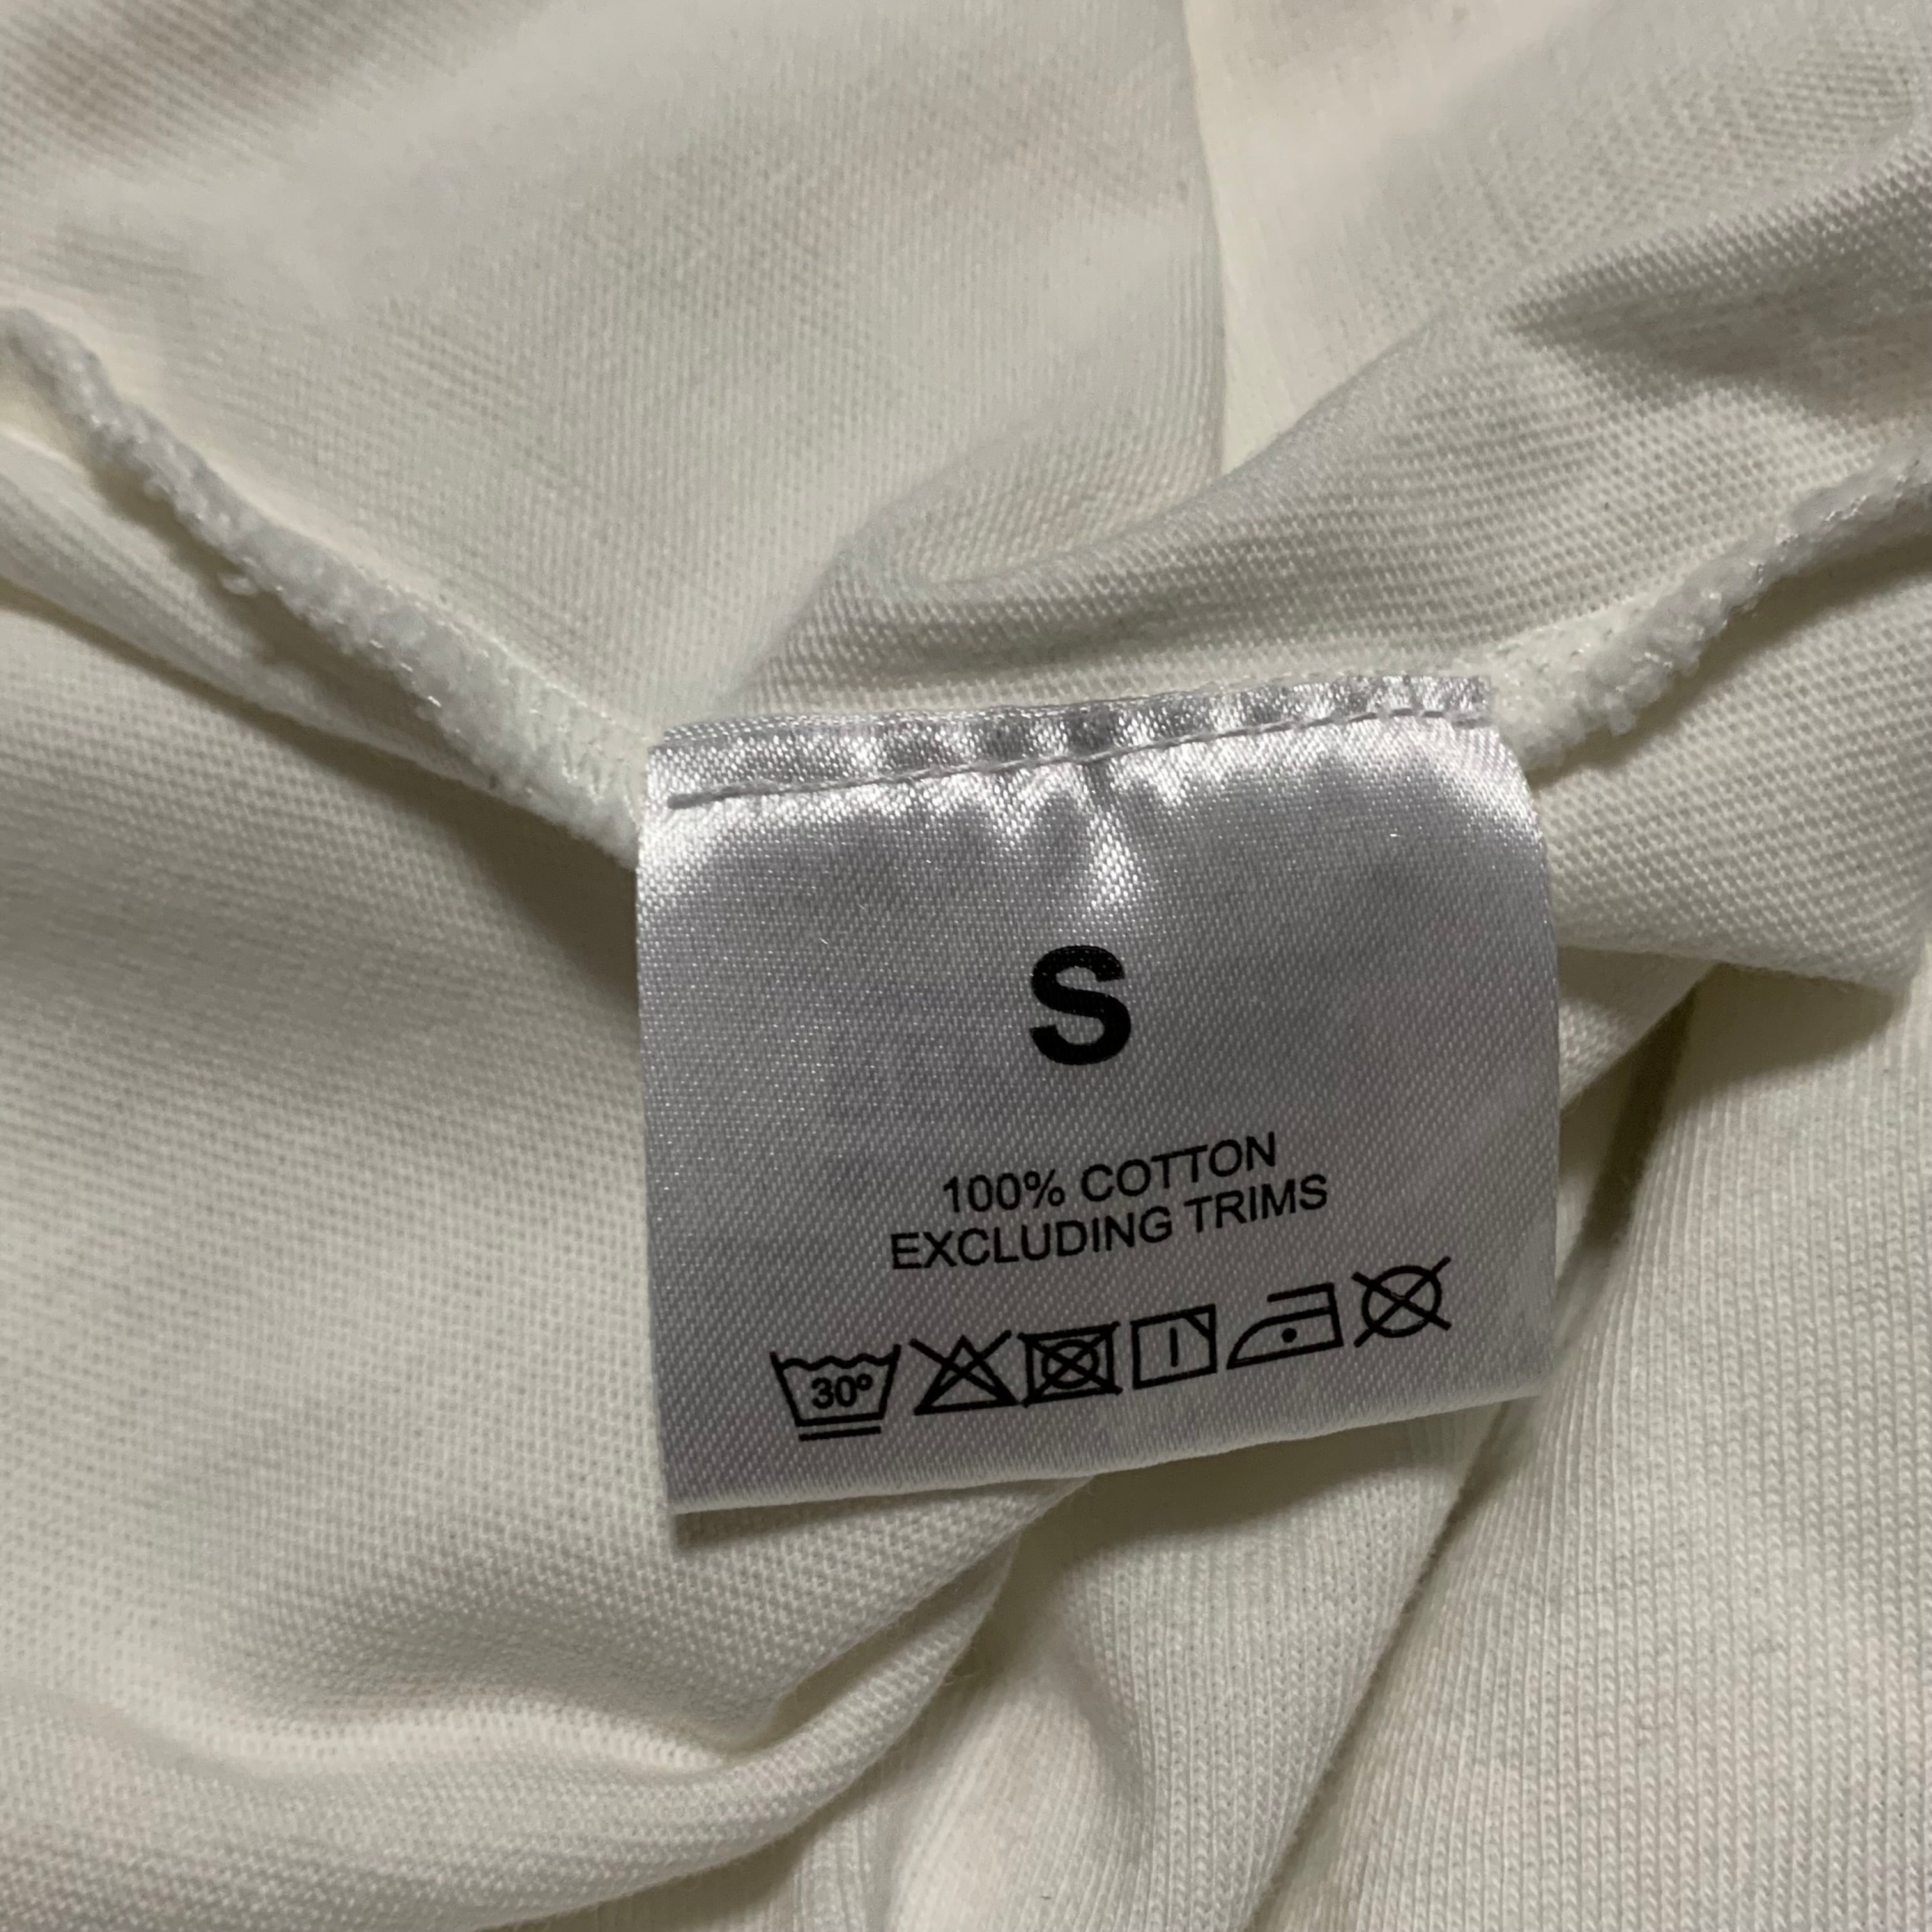 S
100% COTTON
EXCLUDING TRIMS
30°